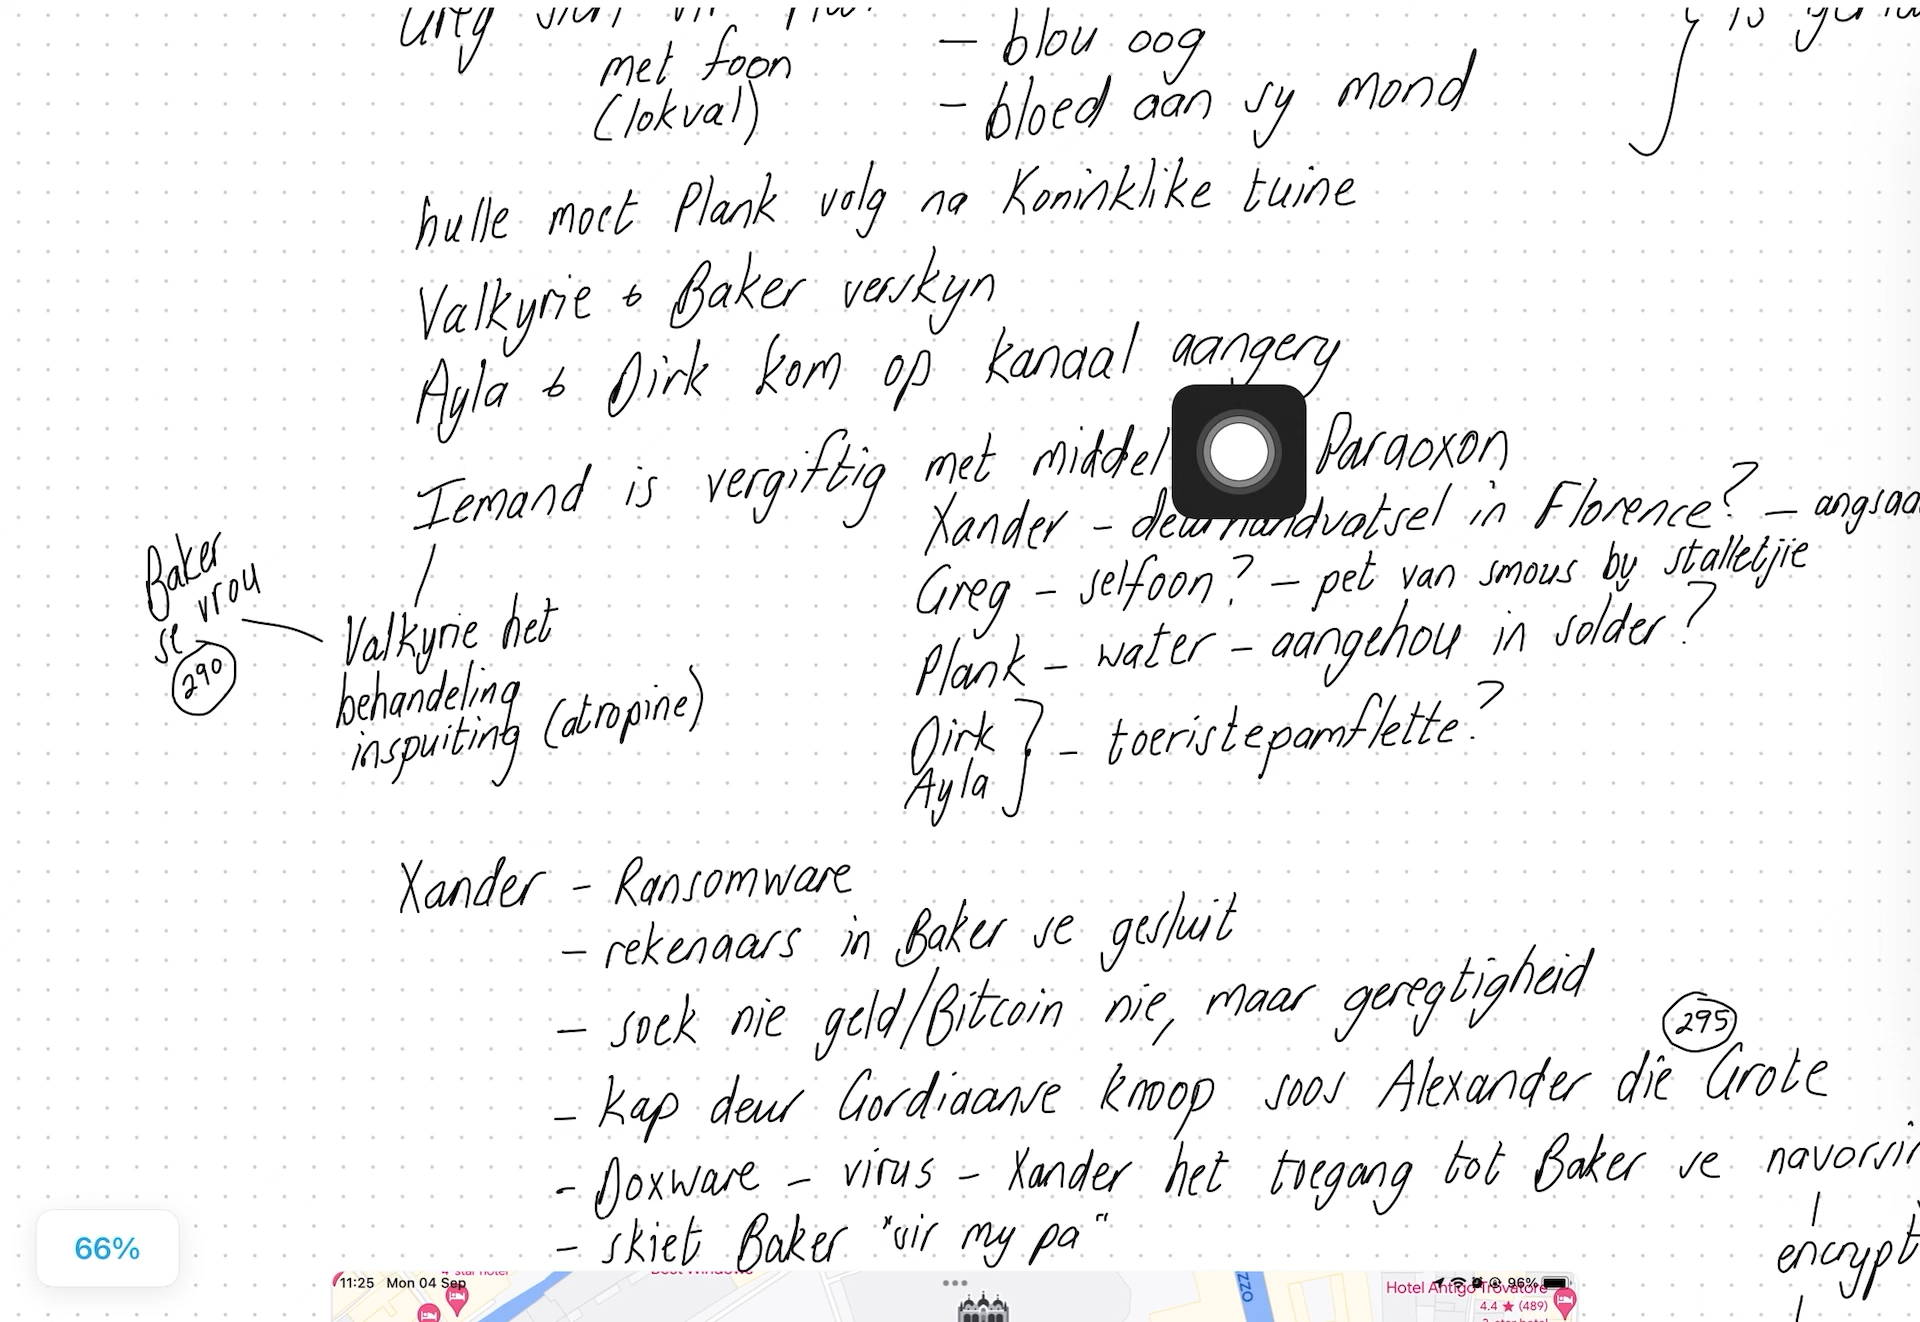 Greg
met foon
(lokval)
– blou oog
– bloed aan sy mond
hulle moet Plank volg na Koninklike tuine
Valkyrie & Baker verskyn
Ayla & Dirk kom op kanaal aangery
Iemand is vergiftig met middel Paraoxon
Xander – deurhandvatsel in Florence? – angsaa
Greg – selfoon? – pet van smous by stalletjie
Plank – water – aangehou in solder?
Dirk
Ayla } – toeristepamflette?
Baker
se vrou
290
Valkyrie het
behandeling
inspuiting (atropine)
Xander – Ransomware
– rekenaars in Baker se gesluit
– soek nie geld/Bitcoin nie, maar geregtigheid
295
– kap deur Gordiaanse knoop soos Alexander die Grote
– Doxware – virus – Xander het toegang tot Baker se navorsin
encrypt
– skiet Baker "vir my pa"
66%
11:25 Mon 04 Sep
96%
Hotel Antigo Trovatore
4.4 ★ (489)